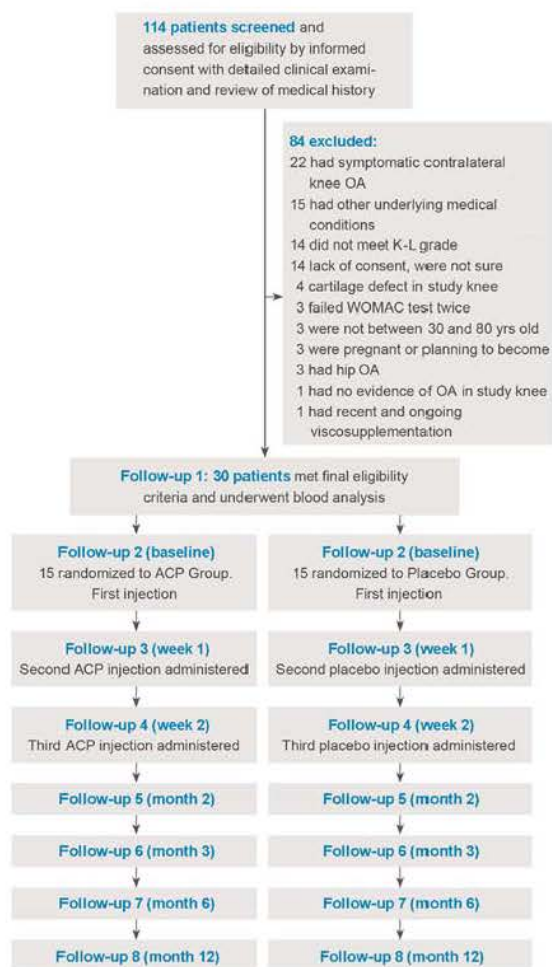 114 patients screened and
assessed for eligibility by informed
consent with detailed clinical exami-
nation and review of medical history
84 excluded:
22 had symptomatic contralateral
knee OA
15 had other underlying medical
conditions
14 did not meet K-L grade
14 lack of consent, were not sure
4 cartilage defect in study knee
3 failed WOMAC test twice
3 were not between 30 and 80 yrs old
3 were pregnant or planning to become
3 had hip OA
1 had no evidence of OA in study knee
1 had recent and ongoing
viscosupplementation
Follow-up 1: 30 patients met final eligibility
criteria and underwent blood analysis
Follow-up 2 (baseline)
15 randomized to ACP Group.
First injection
Follow-up 2 (baseline)
15 randomized to Placebo Group.
First injection
Follow-up 3 (week 1)
Second ACP injection administered
Follow-up 3 (week 1)
Second placebo injection administered
Follow-up 4 (week 2)
Third ACP injection administered
Follow-up 4 (week 2)
Third placebo injection administered
Follow-up 5 (month 2)
Follow-up 5 (month 2)
Follow-up 6 (month 3)
Follow-up 6 (month 3)
Follow-up 7 (month 6)
Follow-up 7 (month 6)
Follow-up 8 (month 12)
Follow-up 8 (month 12)